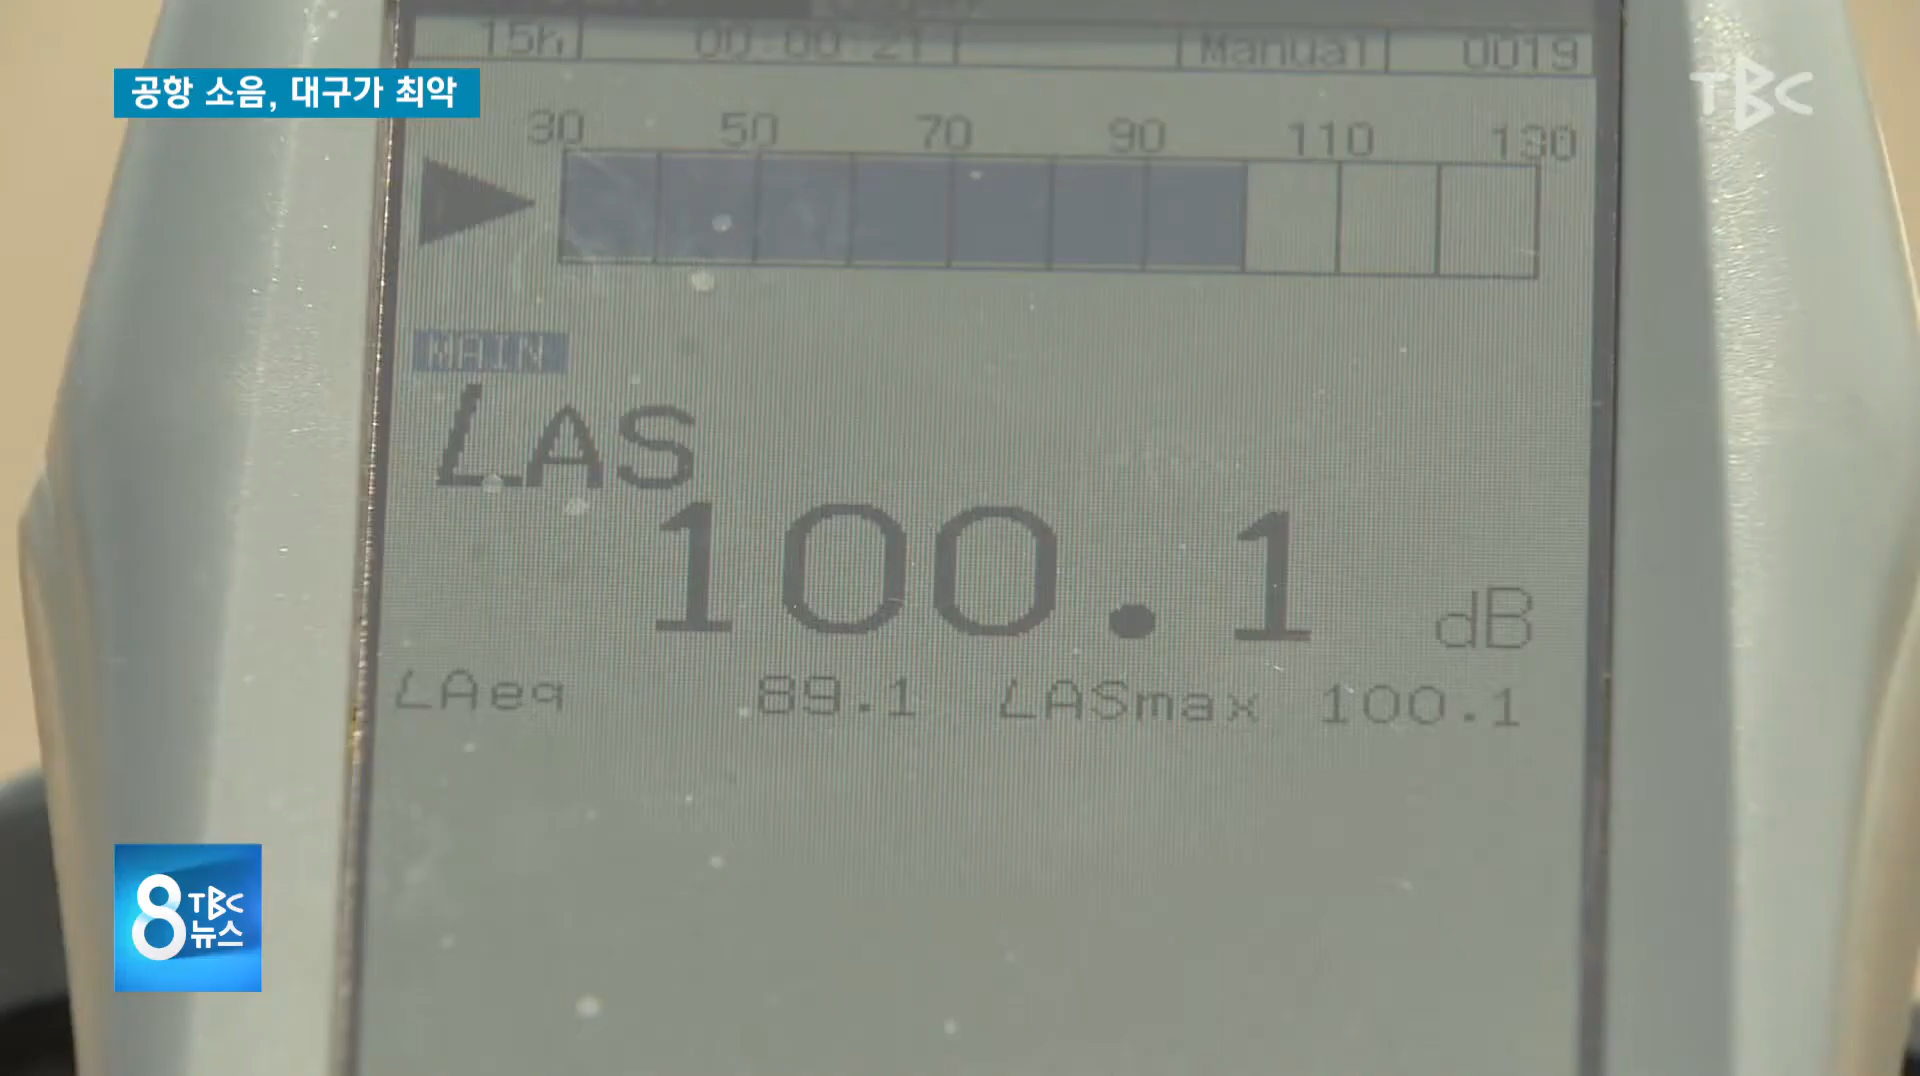 15h 00:00:21 Manual 0019
공항 소음, 대구가 최악
TBC
30 50 70 90 110 130
MAIN
LAS
100.1 dB
LAeq 89.1 LASmax 100.1
8 TBC
뉴스